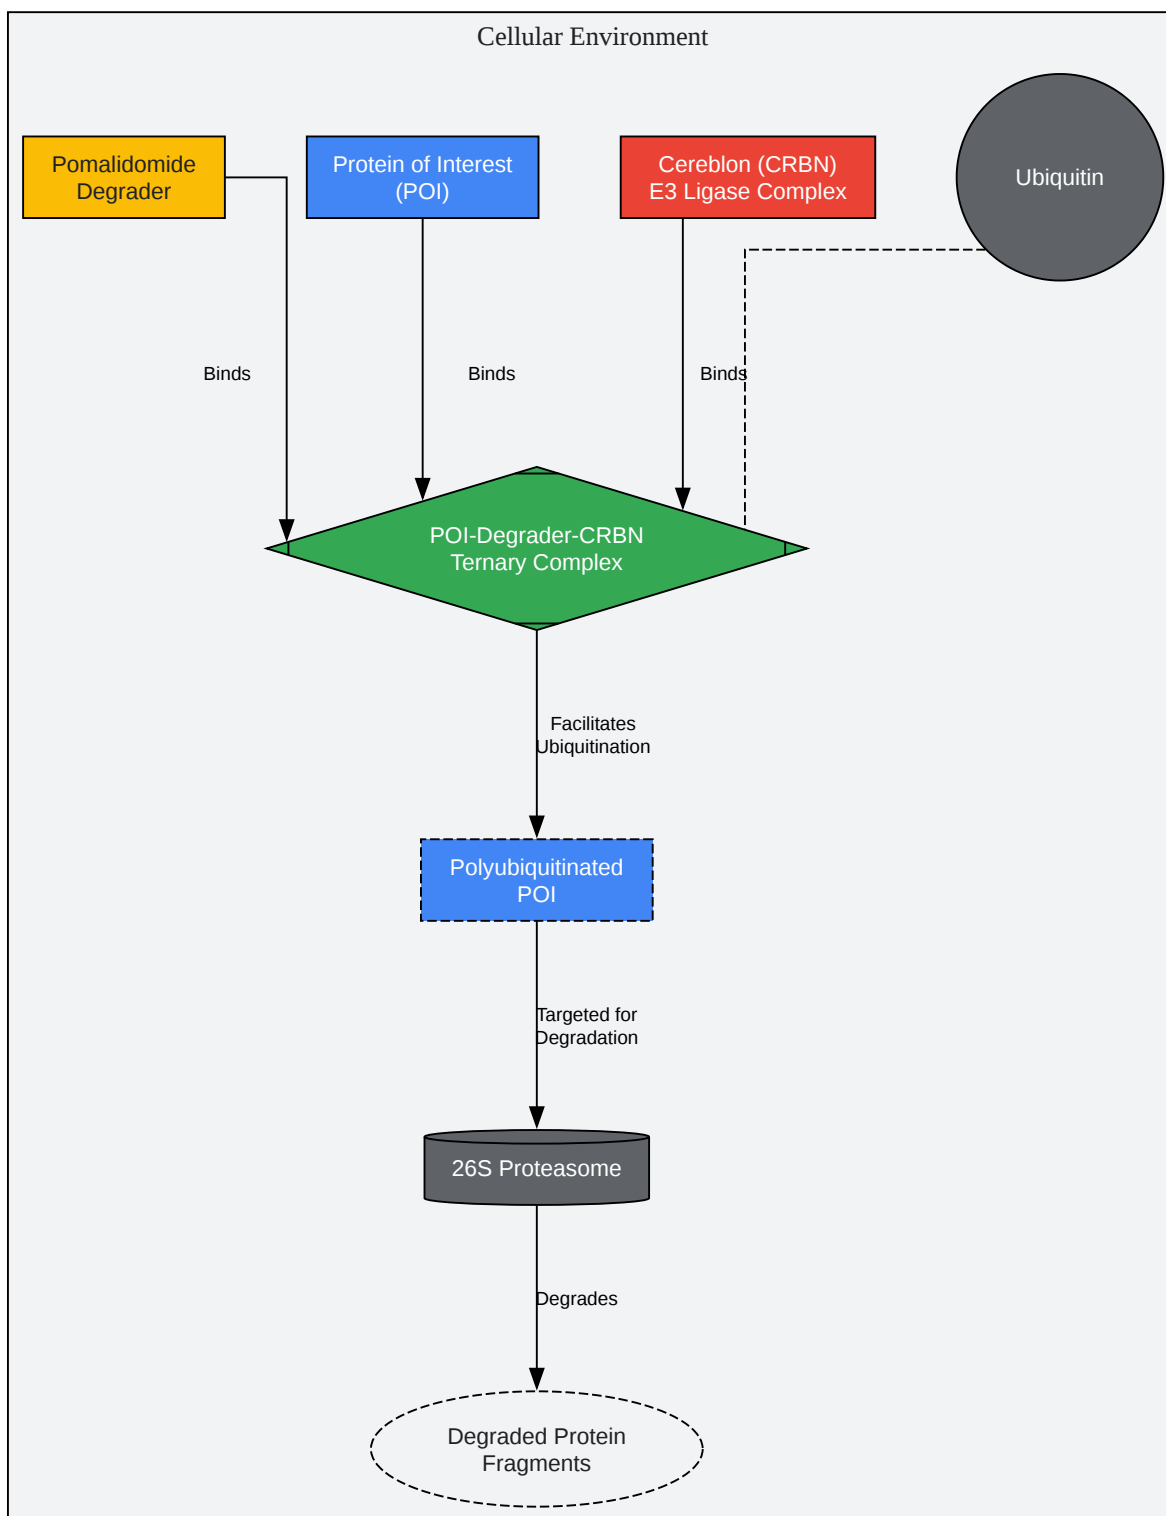 Cellular Environment
Pomalidomide
Degrader
Protein of Interest
(POI)
Cereblon (CRBN)
E3 Ligase Complex
Ubiquitin
Binds
Binds
Binds
POI-Degrader-CRBN
Ternary Complex
Facilitates
Ubiquitination
Polyubiquitinated
POI
Targeted for
Degradation
26S Proteasome
Degrades
Degraded Protein
Fragments